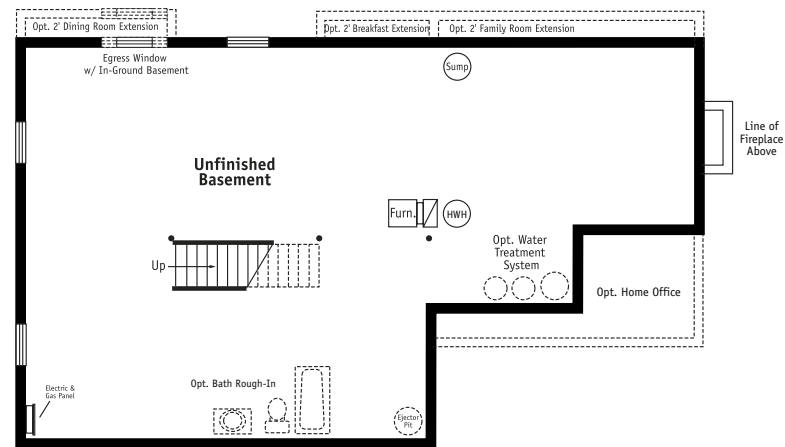 Opt. 2' Dining Room Extension
Opt. 2' Breakfast Extension
Opt. 2' Family Room Extension
Egress Window
w/ In-Ground Basement
Sump
Line of
Fireplace
Above
Unfinished
Basement
Furn.
HWH
Opt. Water
Treatment
System
Up
Opt. Home Office
Opt. Bath Rough-In
Electric &
Gas Panel
Ejector
Pit